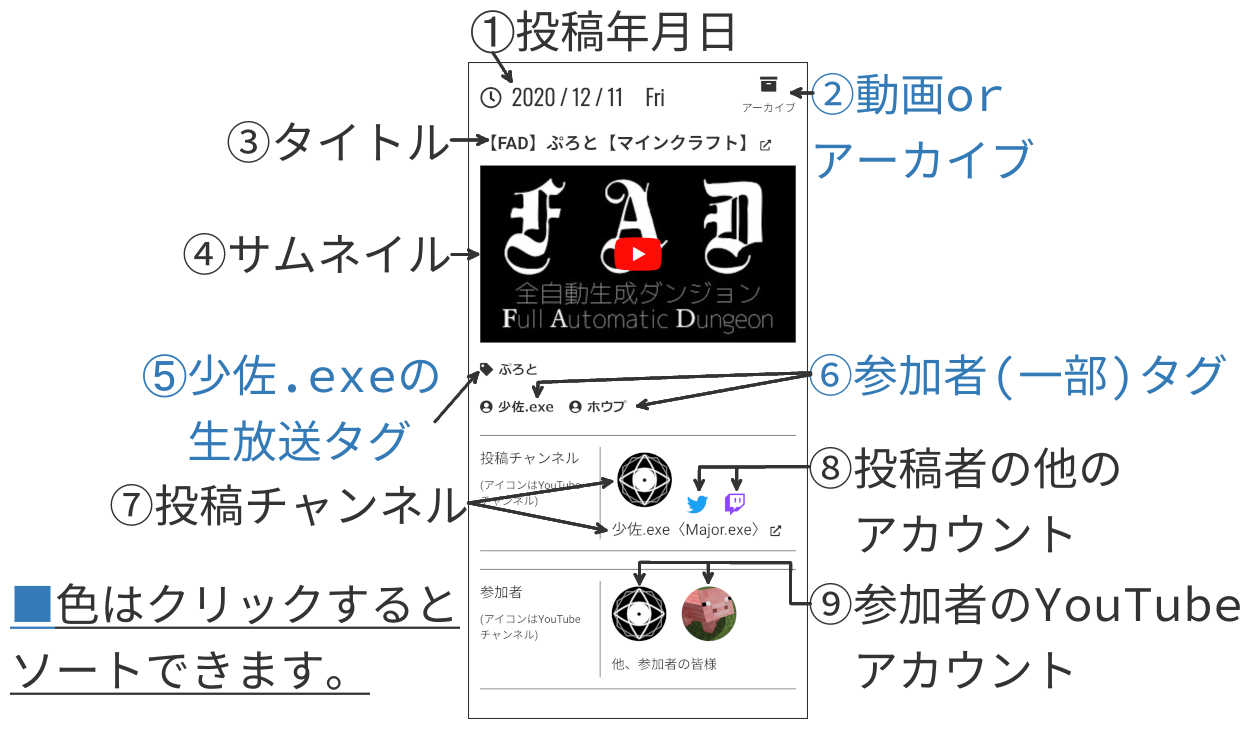 ①投稿年月日
2020 / 12 / 11 Fri
アーカイブ
②動画or
アーカイブ
③タイトル
【FAD】ぷろと【マインクラフト】
④サムネイル
FAD
全自動生成ダンジョン
Full Automatic Dungeon
⑤少佐.exeの
生放送タグ
ぷろと
⑥参加者(一部)タグ
少佐.exe ホウプ
⑦投稿チャンネル
投稿チャンネル
(アイコンはYouTube
チャンネル)
少佐.exe〈Major.exe〉
⑧投稿者の他の
アカウント
■色はクリックすると
ソートできます。
参加者
(アイコンはYouTube
チャンネル)
他、参加者の皆様
⑨参加者のYouTube
アカウント